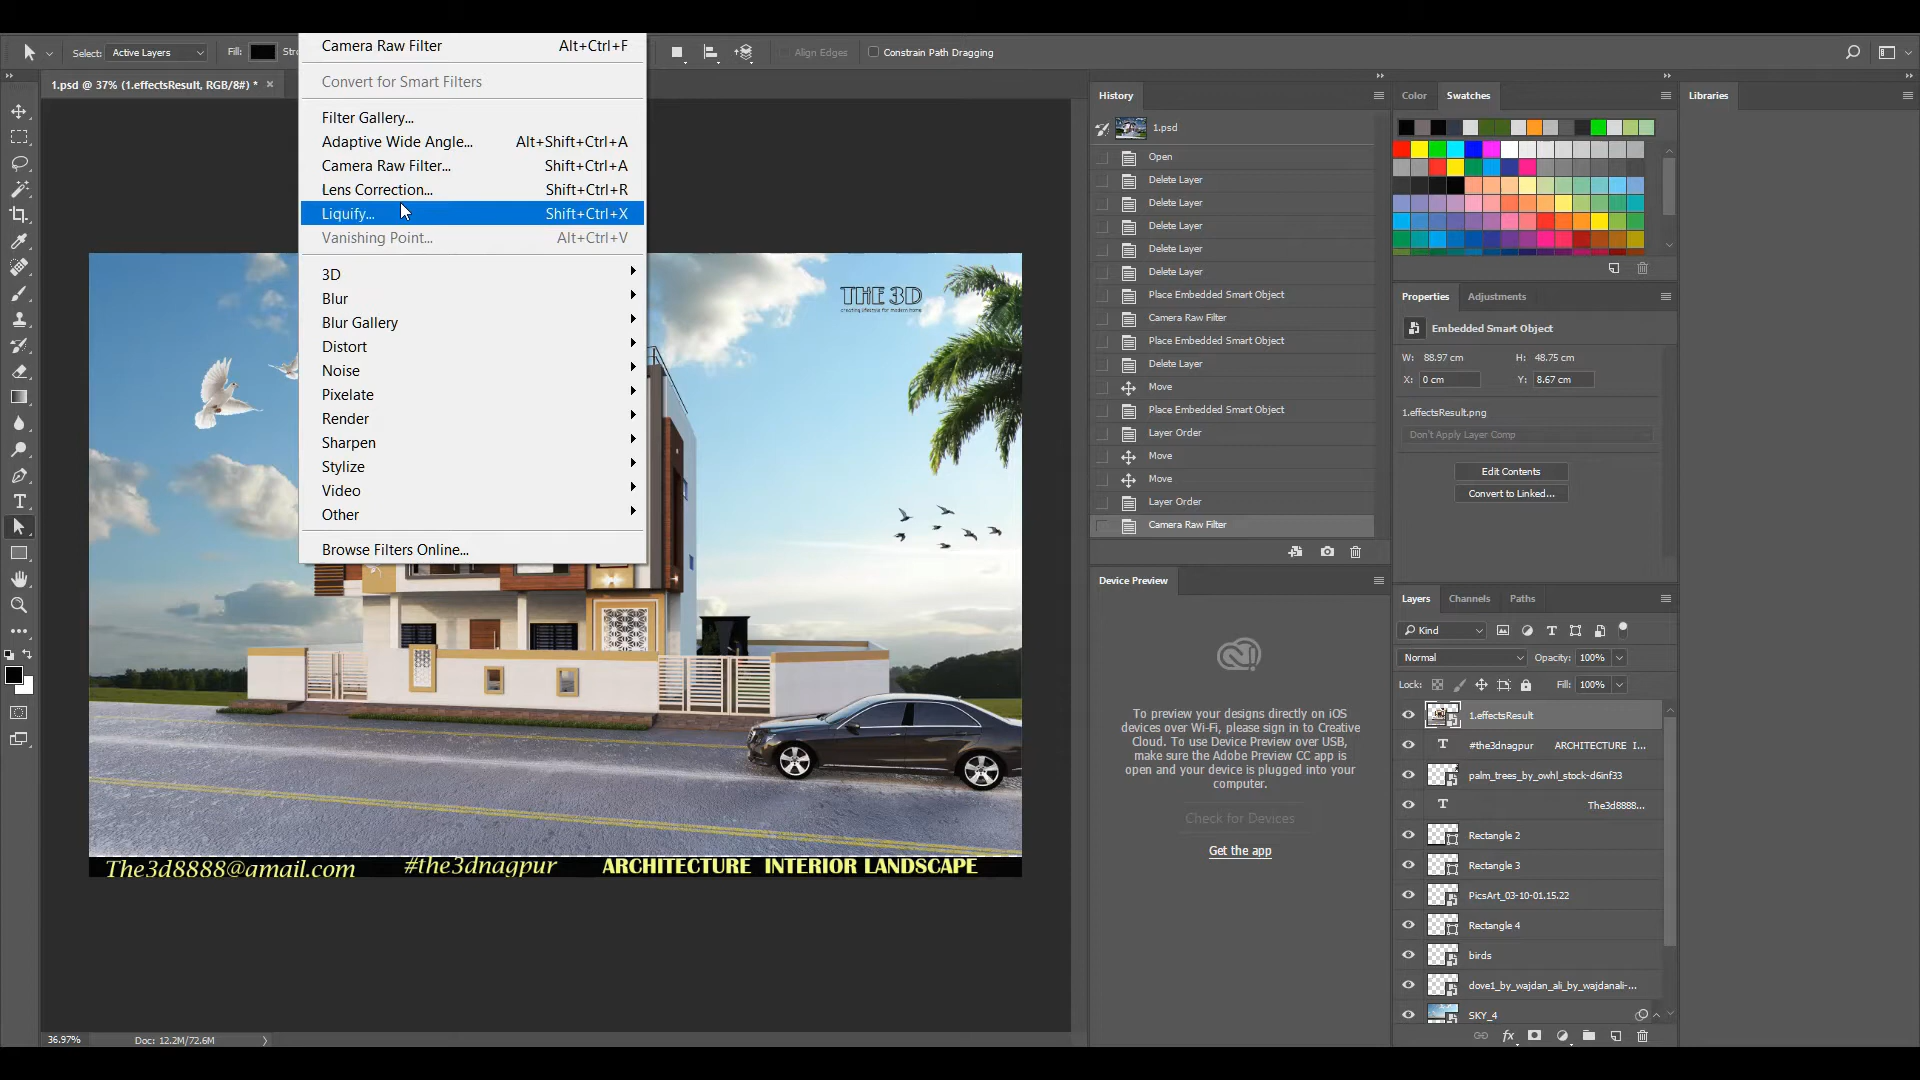 Select:
Active Layers
Fill:
Align Edges
Constrain Path Dragging
1.psd @ 37% (1.effectsResult, RGB/8#) *
Camera Raw Filter Alt+Ctrl+F
Convert for Smart Filters
Filter Gallery...
Adaptive Wide Angle... Alt+Shift+Ctrl+A
Camera Raw Filter... Shift+Ctrl+A
Lens Correction... Shift+Ctrl+R
Liquify... Shift+Ctrl+X
Vanishing Point... Alt+Ctrl+V
3D
Blur
Blur Gallery
Distort
Noise
Pixelate
Render
Sharpen
Stylize
Video
Other
Browse Filters Online...
THE 3D
creating lifestyle for modern home
The3d8888@gmail.com #the3dnagpur ARCHITECTURE INTERIOR LANDSCAPE
36.97% Doc: 12.2M/72.6M
History
1.psd
Open
Delete Layer
Delete Layer
Delete Layer
Delete Layer
Delete Layer
Place Embedded Smart Object
Camera Raw Filter
Place Embedded Smart Object
Delete Layer
Move
Place Embedded Smart Object
Layer Order
Move
Move
Layer Order
Camera Raw Filter
Device Preview
To preview your designs directly on iOS
devices over Wi-Fi, please sign in to Creative
Cloud. To use Device Preview over USB,
make sure the Adobe Preview CC app is
open and your device is plugged into your
computer.
Check for Devices
Get the app
Color Swatches
Properties Adjustments
Embedded Smart Object
W: 88.97 cm H: 48.75 cm
X: 0 cm Y: 8.67 cm
1.effectsResult.png
Don't Apply Layer Comp
Edit Contents
Convert to Linked...
Layers Channels Paths
Kind
Normal Opacity: 100%
Lock: Fill: 100%
1.effectsResult
#the3dnagpur ARCHITECTURE I...
palm_trees_by_owhl_stock-d6inf33
The3d8888...
Rectangle 2
Rectangle 3
PicsArt_03-10-01.15.22
Rectangle 4
birds
dove1_by_wajdan_ali_by_wajdanali-...
SKY_4
fx
Libraries